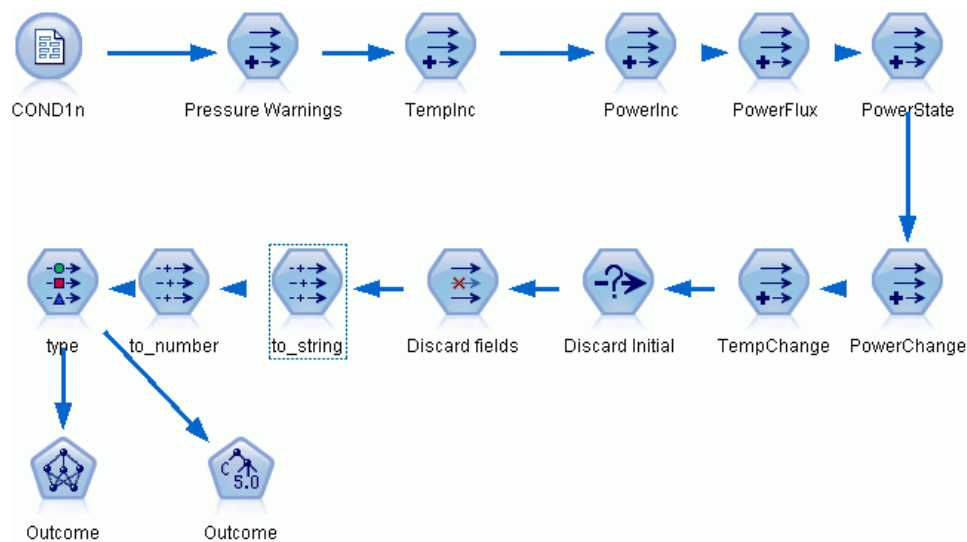 COND1n
Pressure Warnings
TempInc
PowerInc
PowerFlux
PowerState
type
to_number
to_string
Discard fields
Discard Initial
TempChange
PowerChange
C 5.0
Outcome
Outcome